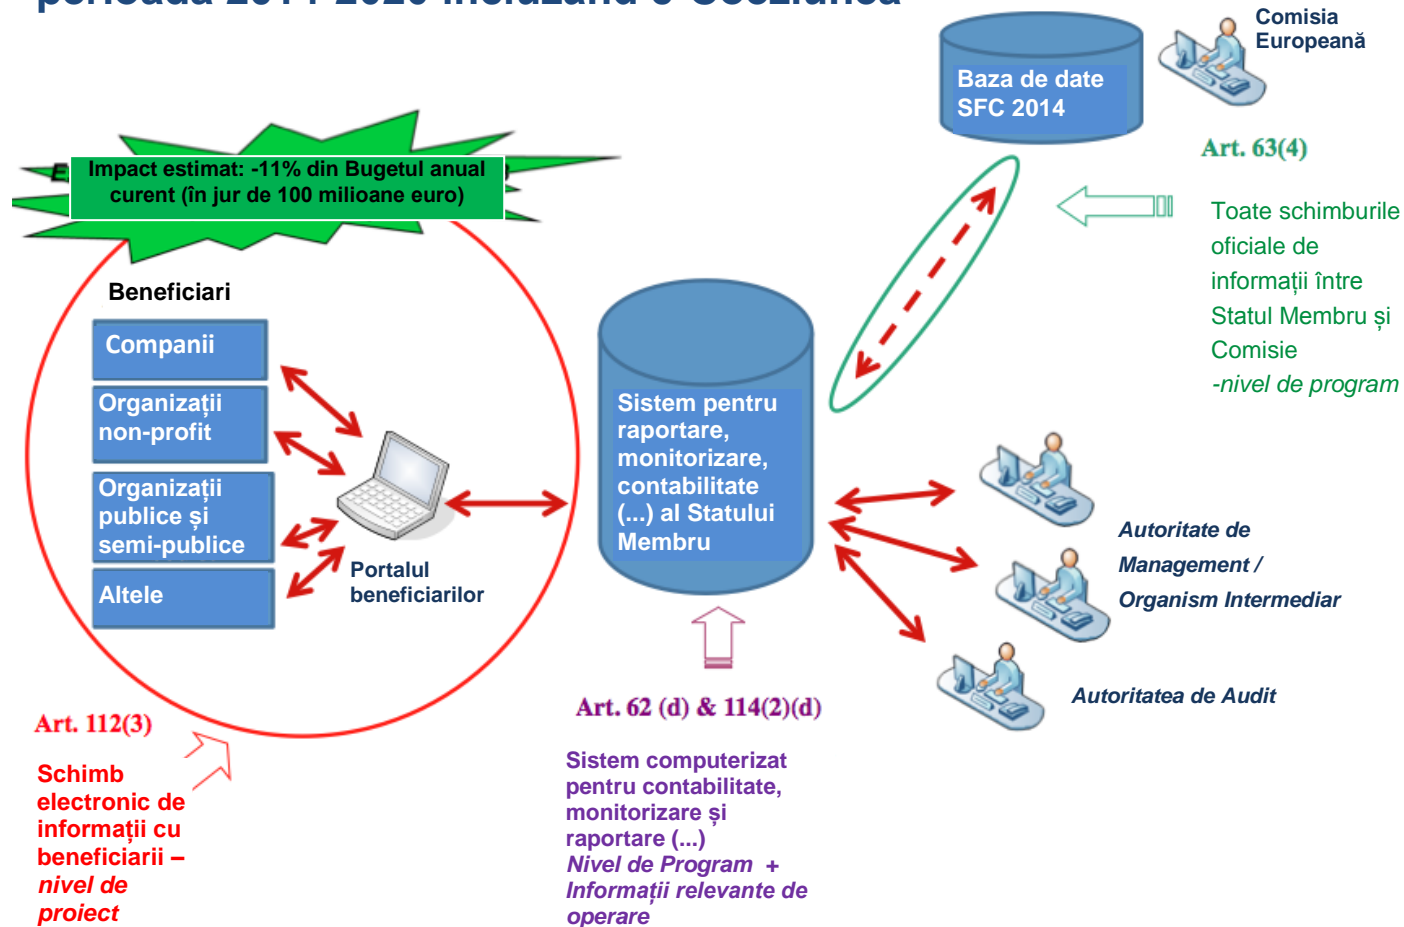 perioada 2014-2020 incluzând e-Coeziunea
Comisia
Europeană
Baza de date
SFC 2014
Art. 63(4)
Impact estimat: -11% din Bugetul anual
curent (în jur de 100 milioane euro)
Toate schimburile
oficiale de
informații între
Statul Membru și
Comisie
-nivel de program
Beneficiari
Companii
Organizații
non-profit
Organizații
publice și
semi-publice
Altele
Portalul
beneficiarilor
Sistem pentru
raportare,
monitorizare,
contabilitate
(...) al Statului
Membru
Autoritate de
Management /
Organism Intermediar
Autoritatea de Audit
Art. 112(3)
Schimb
electronic de
informații cu
beneficiarii –
nivel de
proiect
Art. 62 (d) & 114(2)(d)
Sistem computerizat
pentru contabilitate,
monitorizare și
raportare (...)
Nivel de Program +
Informații relevante de
operare